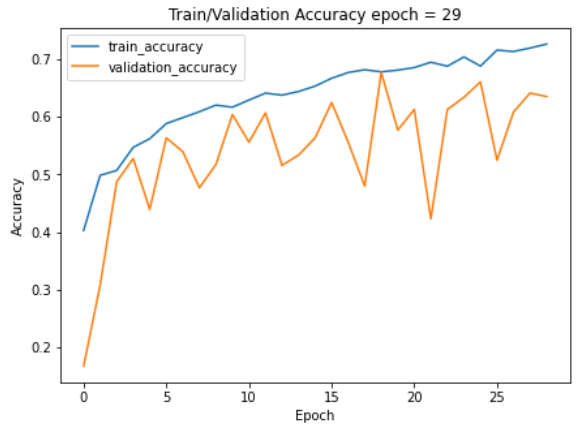 Train/Validation Accuracy epoch = 29
train_accuracy
validation_accuracy
0.7
0.6
0.5
0.4
0.3
0.2
Accuracy
0 5 10 15 20 25
Epoch